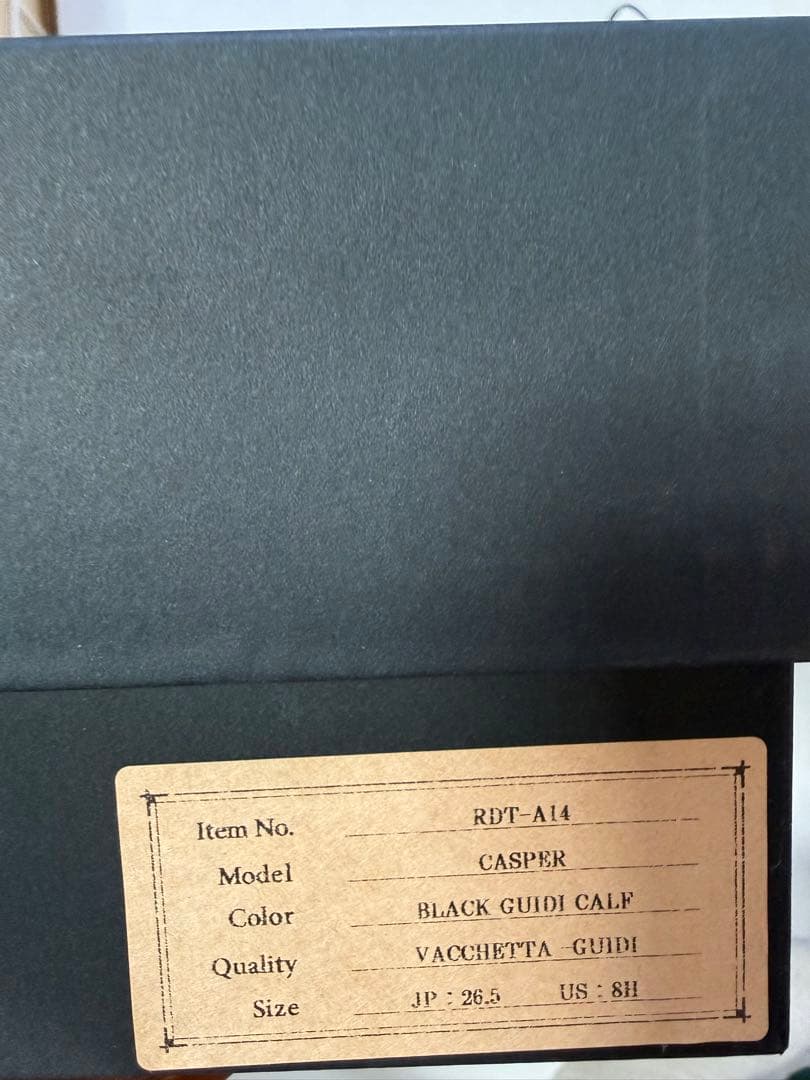 Item No. RDT-A14
Model CASPER
Color BLACK GUIDI CALF
Quality VACCHETTA -GUIDI
Size JP : 26.5 US : 8H